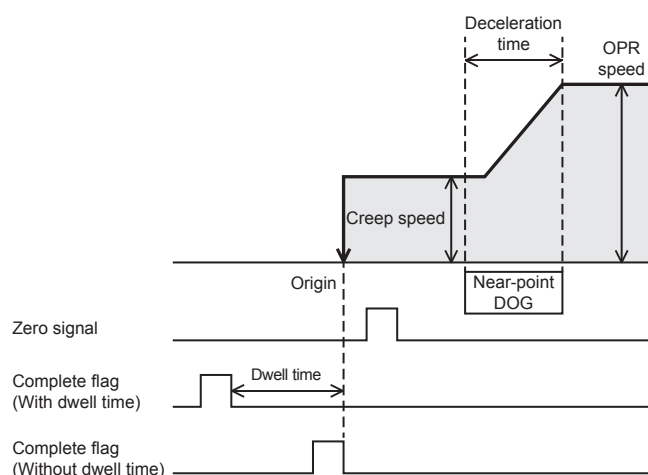 Deceleration
time
OPR
speed
Creep speed
Origin
Near-point
DOG
Zero signal
Complete flag
(With dwell time)
Dwell time
Complete flag
(Without dwell time)